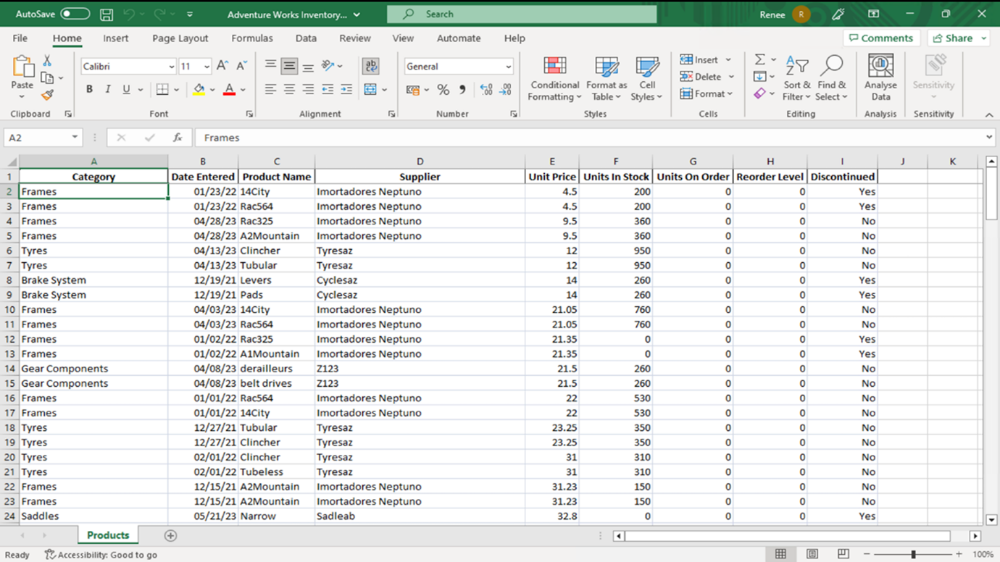 AutoSave Adventure Works Inventory... Search Renee R
File Home Insert Page Layout Formulas Data Review View Automate Help Comments Share
Calibri 11 A A ab General
Paste B I U A % 9 Conditional Formatting Format as Table Cell Styles Insert Delete Format Sort & Filter Find & Select Analyse Data Sensitivity
Clipboard Font Alignment Number Styles Cells Editing Analysis Sensitivity
A2 fx Frames
A B C D E F G H I J K
1 Category Date Entered Product Name Supplier Unit Price Units In Stock Units On Order Reorder Level Discontinued
2 Frames 01/23/22 14City Imortadores Neptuno 4.5 200 0 0 Yes
3 Frames 01/23/22 Rac564 Imortadores Neptuno 4.5 200 0 0 Yes
4 Frames 04/28/23 Rac325 Imortadores Neptuno 9.5 360 0 0 No
5 Frames 04/28/23 A2Mountain Imortadores Neptuno 9.5 360 0 0 No
6 Tyres 04/13/23 Clincher Tyresaz 12 950 0 0 No
7 Tyres 04/13/23 Tubular Tyresaz 12 950 0 0 No
8 Brake System 12/19/21 Levers Cyclesaz 14 260 0 0 Yes
9 Brake System 12/19/21 Pads Cyclesaz 14 260 0 0 Yes
10 Frames 04/03/23 14City Imortadores Neptuno 21.05 760 0 0 No
11 Frames 04/03/23 Rac564 Imortadores Neptuno 21.05 760 0 0 No
12 Frames 01/02/22 Rac325 Imortadores Neptuno 21.35 0 0 0 Yes
13 Frames 01/02/22 A1Mountain Imortadores Neptuno 21.35 0 0 0 Yes
14 Gear Components 04/08/23 derailleurs Z123 21.5 260 0 0 No
15 Gear Components 04/08/23 belt drives Z123 21.5 260 0 0 No
16 Frames 01/01/22 Rac564 Imortadores Neptuno 22 530 0 0 No
17 Frames 01/01/22 14City Imortadores Neptuno 22 530 0 0 No
18 Tyres 12/27/21 Tubular Tyresaz 23.25 350 0 0 No
19 Tyres 12/27/21 Clincher Tyresaz 23.25 350 0 0 No
20 Tyres 02/01/22 Clincher Tyresaz 31 310 0 0 No
21 Tyres 02/01/22 Tubeless Tyresaz 31 310 0 0 No
22 Frames 12/15/21 A2Mountain Imortadores Neptuno 31.23 150 0 0 No
23 Frames 12/15/21 A2Mountain Imortadores Neptuno 31.23 150 0 0 No
24 Saddles 05/21/23 Narrow Sadleab 32.8 0 0 0 Yes
Products
Ready Accessibility: Good to go 100%